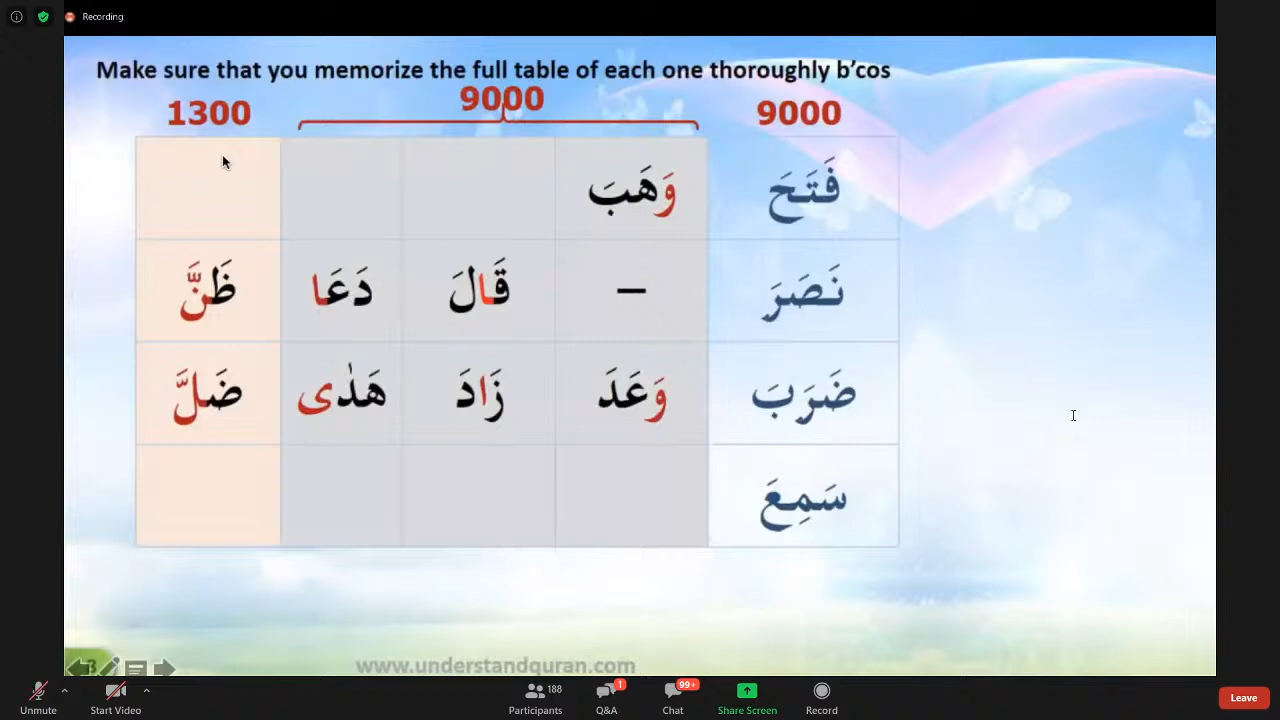 Recording
Make sure that you memorize the full table of each one thoroughly b’cos
1300 9000 9000
فَتَحَ وَهَبَ
نَصَرَ – قَالَ دَعَا ظَنَّ
ضَرَبَ وَعَدَ زَادَ هَدٰى ضَلَّ
سَمِعَ
3
www.understandquran.com
Unmute Start Video Participants 188 Q&A 1 Chat 99+ Share Screen Record Leave